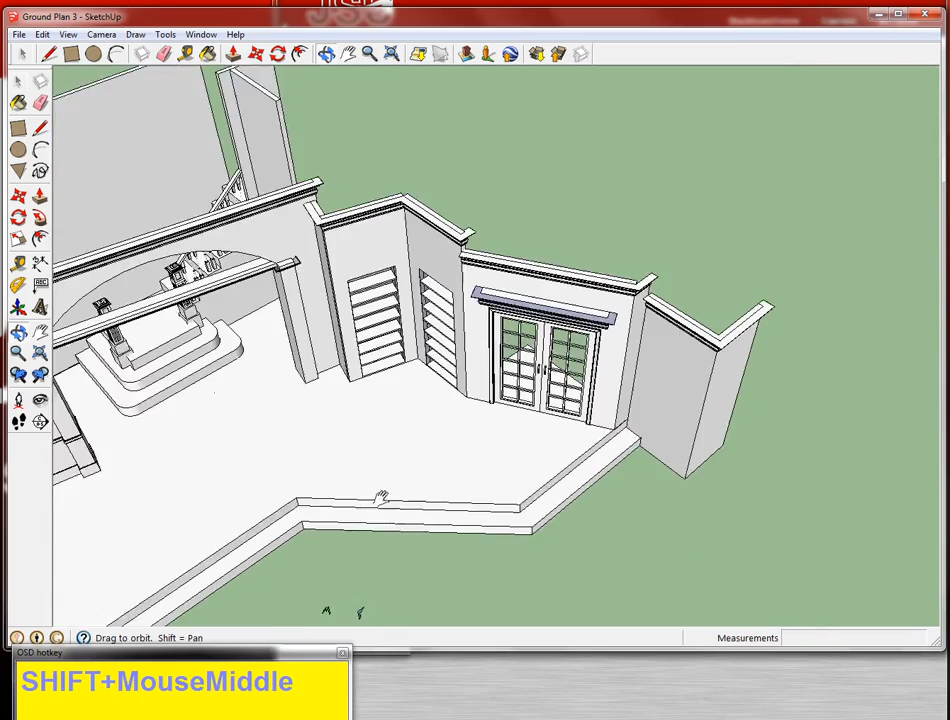 Ground Plan 3 - SketchUp
File Edit View Camera Draw Tools Window Help
ABC
Drag to orbit. Shift = Pan
Measurements
OSD hotkey
SHIFT+MouseMiddle